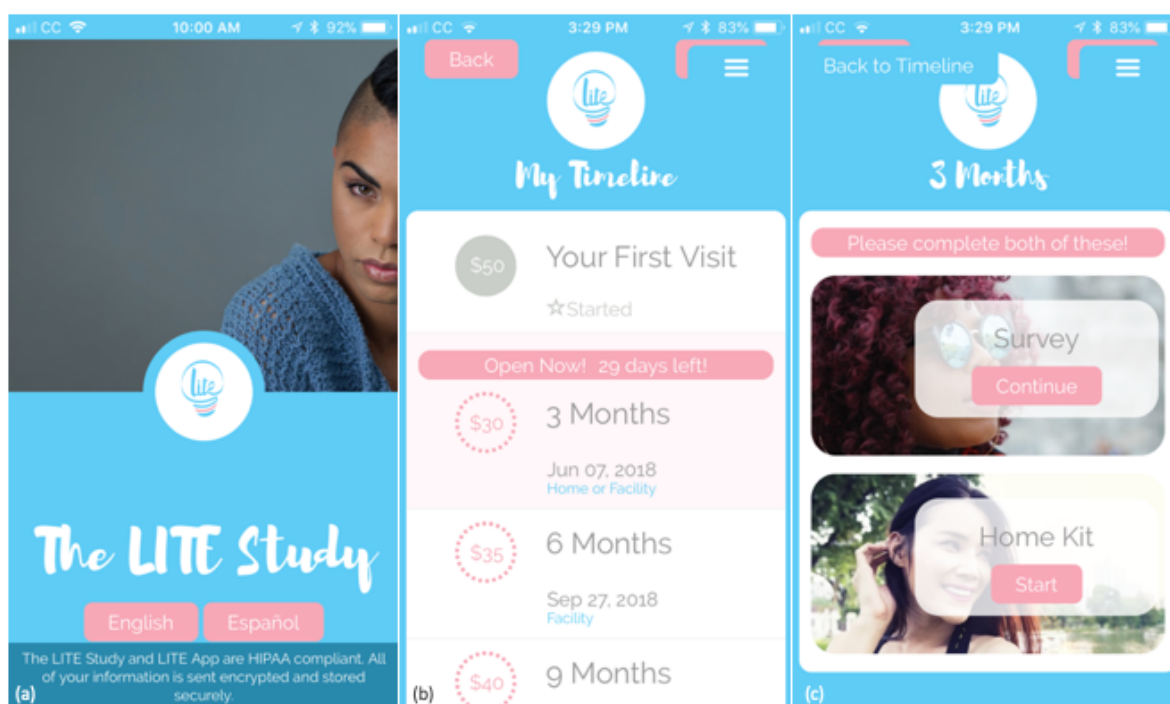 CC
10:00 AM
92%
lite
The LITE Study
English
Español
The LITE Study and LITE App are HIPAA compliant. All
of your information is sent encrypted and stored
securely.
(a)
CC
3:29 PM
83%
Back
lite
My Timeline
$50
Your First Visit
Started
Open Now! 29 days left!
$30
3 Months
Jun 07, 2018
Home or Facility
$35
6 Months
Sep 27, 2018
Facility
$40
9 Months
(b)
CC
3:29 PM
83%
Back to Timeline
lite
3 Months
Please complete both of these!
Survey
Continue
Home Kit
Start
(c)